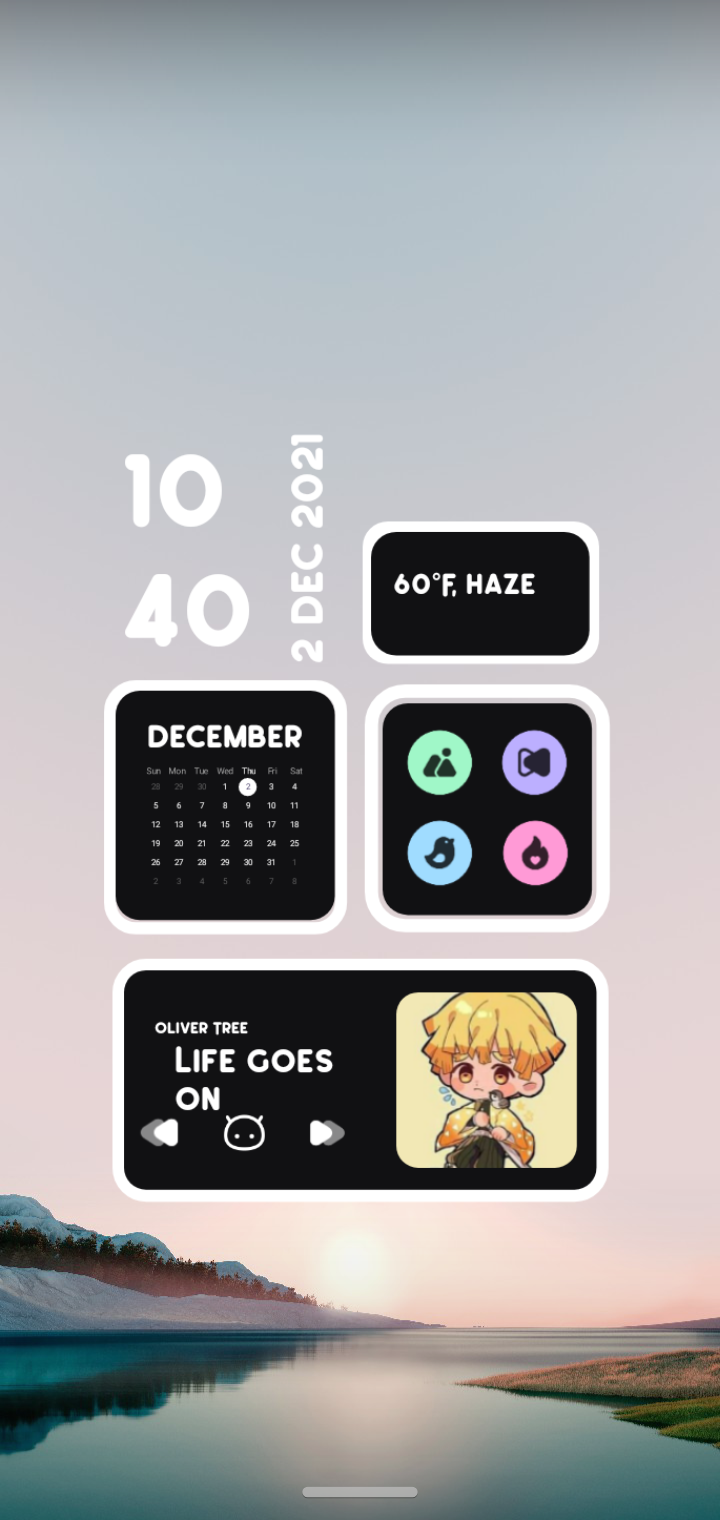 10
40
2 DEC 2021
60°F, HAZE
DECEMBER
Sun Mon Tue Wed Thu Fri Sat
28 29 30 1 2 3 4
5 6 7 8 9 10 11
12 13 14 15 16 17 18
19 20 21 22 23 24 25
26 27 28 29 30 31 1
2 3 4 5 6 7 8
OLIVER TREE
LIFE GOES
ON